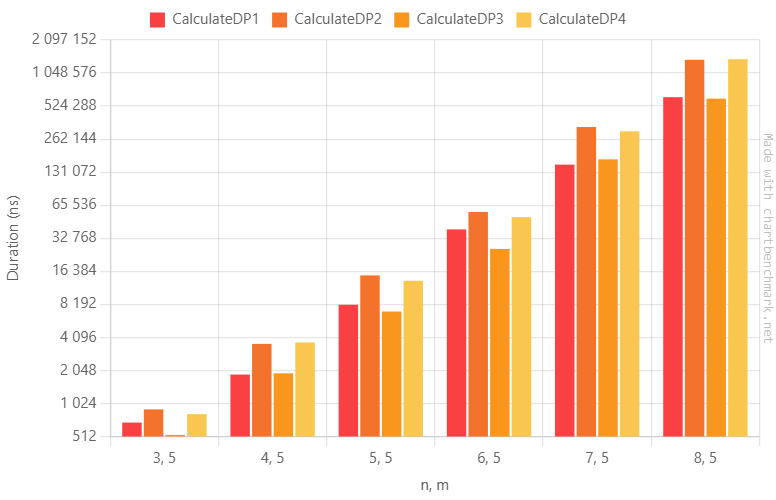 CalculateDP1 CalculateDP2 CalculateDP3 CalculateDP4
Duration (ns)
2 097 152
1 048 576
524 288
262 144
131 072
65 536
32 768
16 384
8 192
4 096
2 048
1 024
512
3, 5 4, 5 5, 5 6, 5 7, 5 8, 5
n, m
Made with chartbenchmark.net